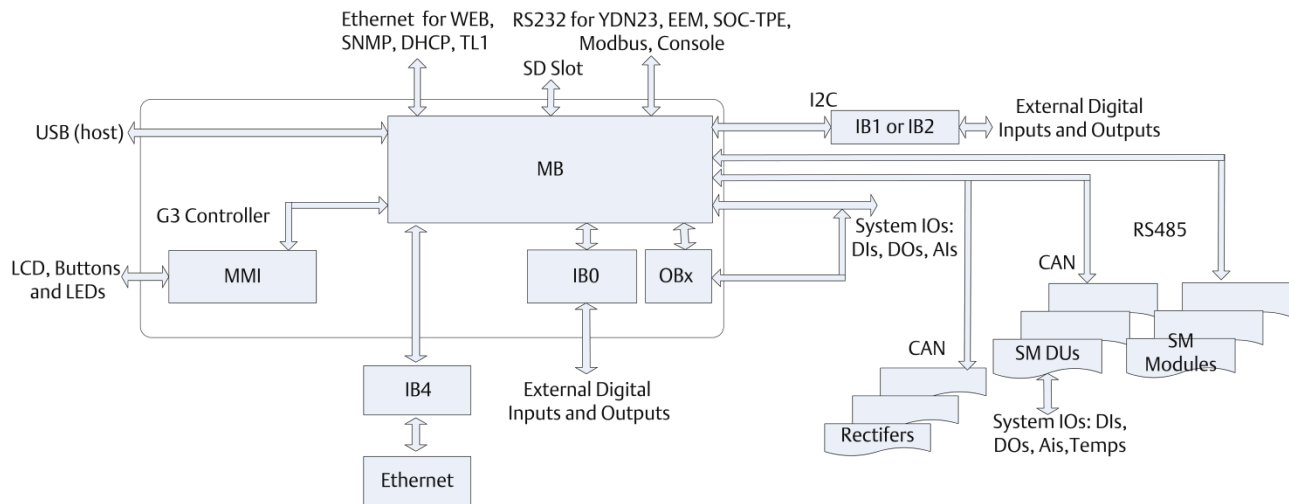 Ethernet for WEB,
SNMP, DHCP, TL1
RS232 for YDN23, EEM, SOC-TPE,
Modbus, Console
SD Slot
I2C
USB (host)
MB
IB1 or IB2
External Digital
Inputs and Outputs
G3 Controller
System IOs:
DIs, DOs, AIs
RS485
LCD, Buttons
and LEDs
MMI
IB0
OBx
CAN
CAN
SM DUs
SM
Modules
IB4
External Digital
Inputs and Outputs
Rectifers
System IOs: DIs,
DOs, Ais,Temps
Ethernet